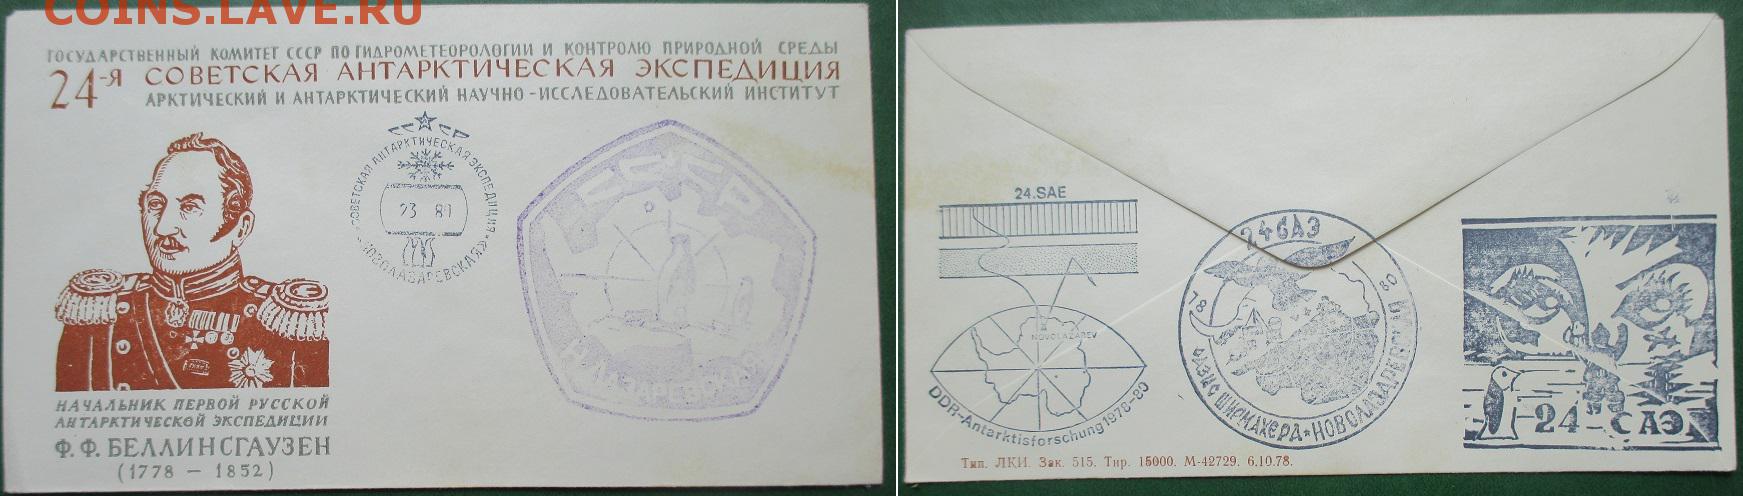 COINS.LAVE.RU
ГОСУДАРСТВЕННЫЙ КОМИТЕТ СССР ПО ГИДРОМЕТЕОРОЛОГИИ И КОНТРОЛЮ ПРИРОДНОЙ СРЕДЫ
24-я СОВЕТСКАЯ АНТАРКТИЧЕСКАЯ ЭКСПЕДИЦИЯ
АРКТИЧЕСКИЙ И АНТАРКТИЧЕСКИЙ НАУЧНО-ИССЛЕДОВАТЕЛЬСКИЙ ИНСТИТУТ
СССР
СОВЕТСКАЯ АНТАРКТИЧЕСКАЯ ЭКСПЕДИЦИЯ
НОВОЛАЗАРЕВСКАЯ
СССР
НАЧАЛЬНИК ПЕРВОЙ РУССКОЙ
АНТАРКТИЧЕСКОЙ ЭКСПЕДИЦИИ
Ф. Ф. БЕЛЛИНСГАУЗЕН
(1778 — 1852)
24.SAE
NOVOLAZAREV
DDR-Antarktisforschung 1978-80
24 САЭ
78 80
ОАЗИС ШИРМАХЕРА★НОВОЛАЗАРЕВСКАЯ
24 САЭ
Тип. ЛКИ. Зак. 515. Тир. 15000. М-42729. 6.10.78.